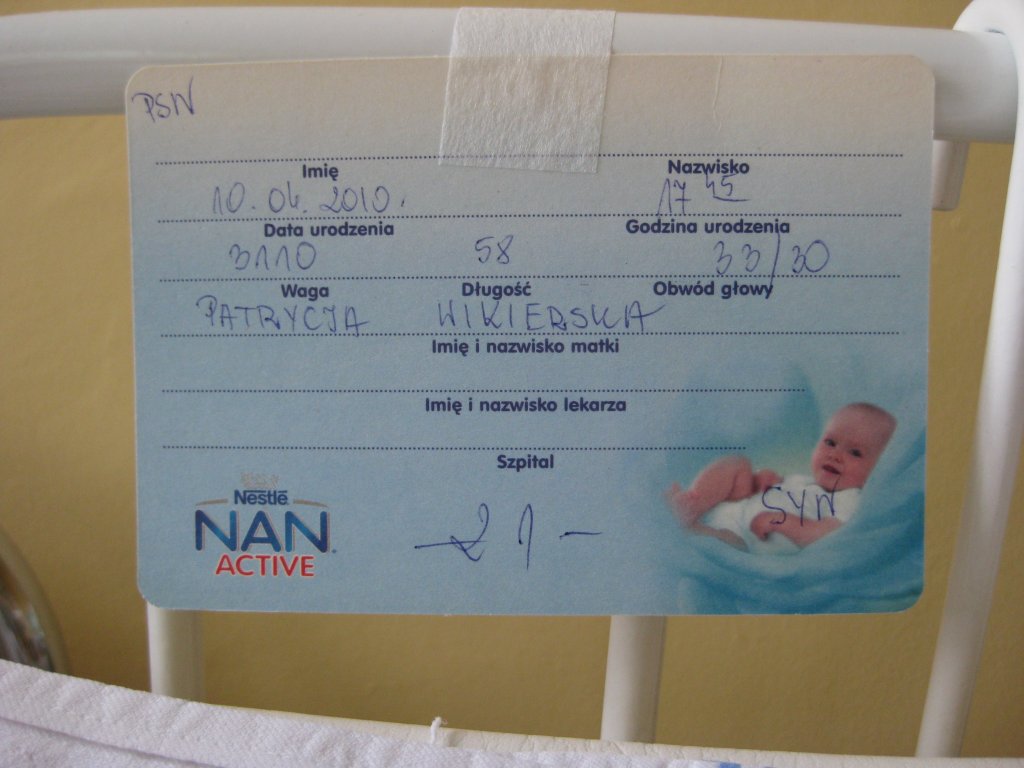 PSN
Imię Nazwisko
10.04.2010. 17 45
Data urodzenia Godzina urodzenia
3110 58 33/30
Waga Długość Obwód głowy
PATRYCJA WIKIERSKA
Imię i nazwisko matki
Imię i nazwisko lekarza
Szpital
Nestlé
NAN
ACTIVE
- 21 -
SYN